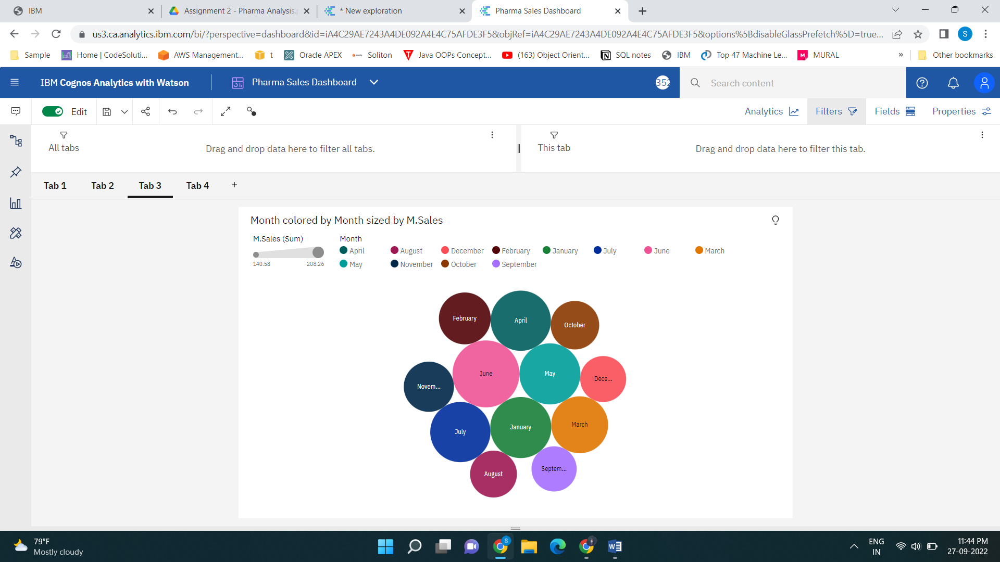 IBM
Assignment 2 - Pharma Analysis.
* New exploration
Pharma Sales Dashboard
us3.ca.analytics.ibm.com/bi/?perspective=dashboard&id=iA4C29AE7243A4DE092A4E4C75AFDE3F5&objRef=iA4C29AE7243A4DE092A4E4C75AFDE3F5&options%5BdisableGlassPrefetch%5D=true...
S
Sample
Home | CodeSoluti...
AWS Management...
t
Oracle APEX
Soliton
Java OOPs Concept...
(163) Object Orient...
SQL notes
IBM
Top 47 Machine Le...
MURAL
»
Other bookmarks
IBM Cognos Analytics with Watson
Pharma Sales Dashboard
352
Search content
Edit
Analytics
Filters
Fields
Properties
All tabs
Drag and drop data here to filter all tabs.
This tab
Drag and drop data here to filter this tab.
Tab 1
Tab 2
Tab 3
Tab 4
+
Month colored by Month sized by M.Sales
M.Sales (Sum)
140.58
208.26
Month
April
August
December
February
January
July
June
March
May
November
October
September
February
April
October
June
May
Dece...
Novem...
July
January
March
August
Septem...
79°F
Mostly cloudy
S
W
ENG
IN
11:44 PM
27-09-2022